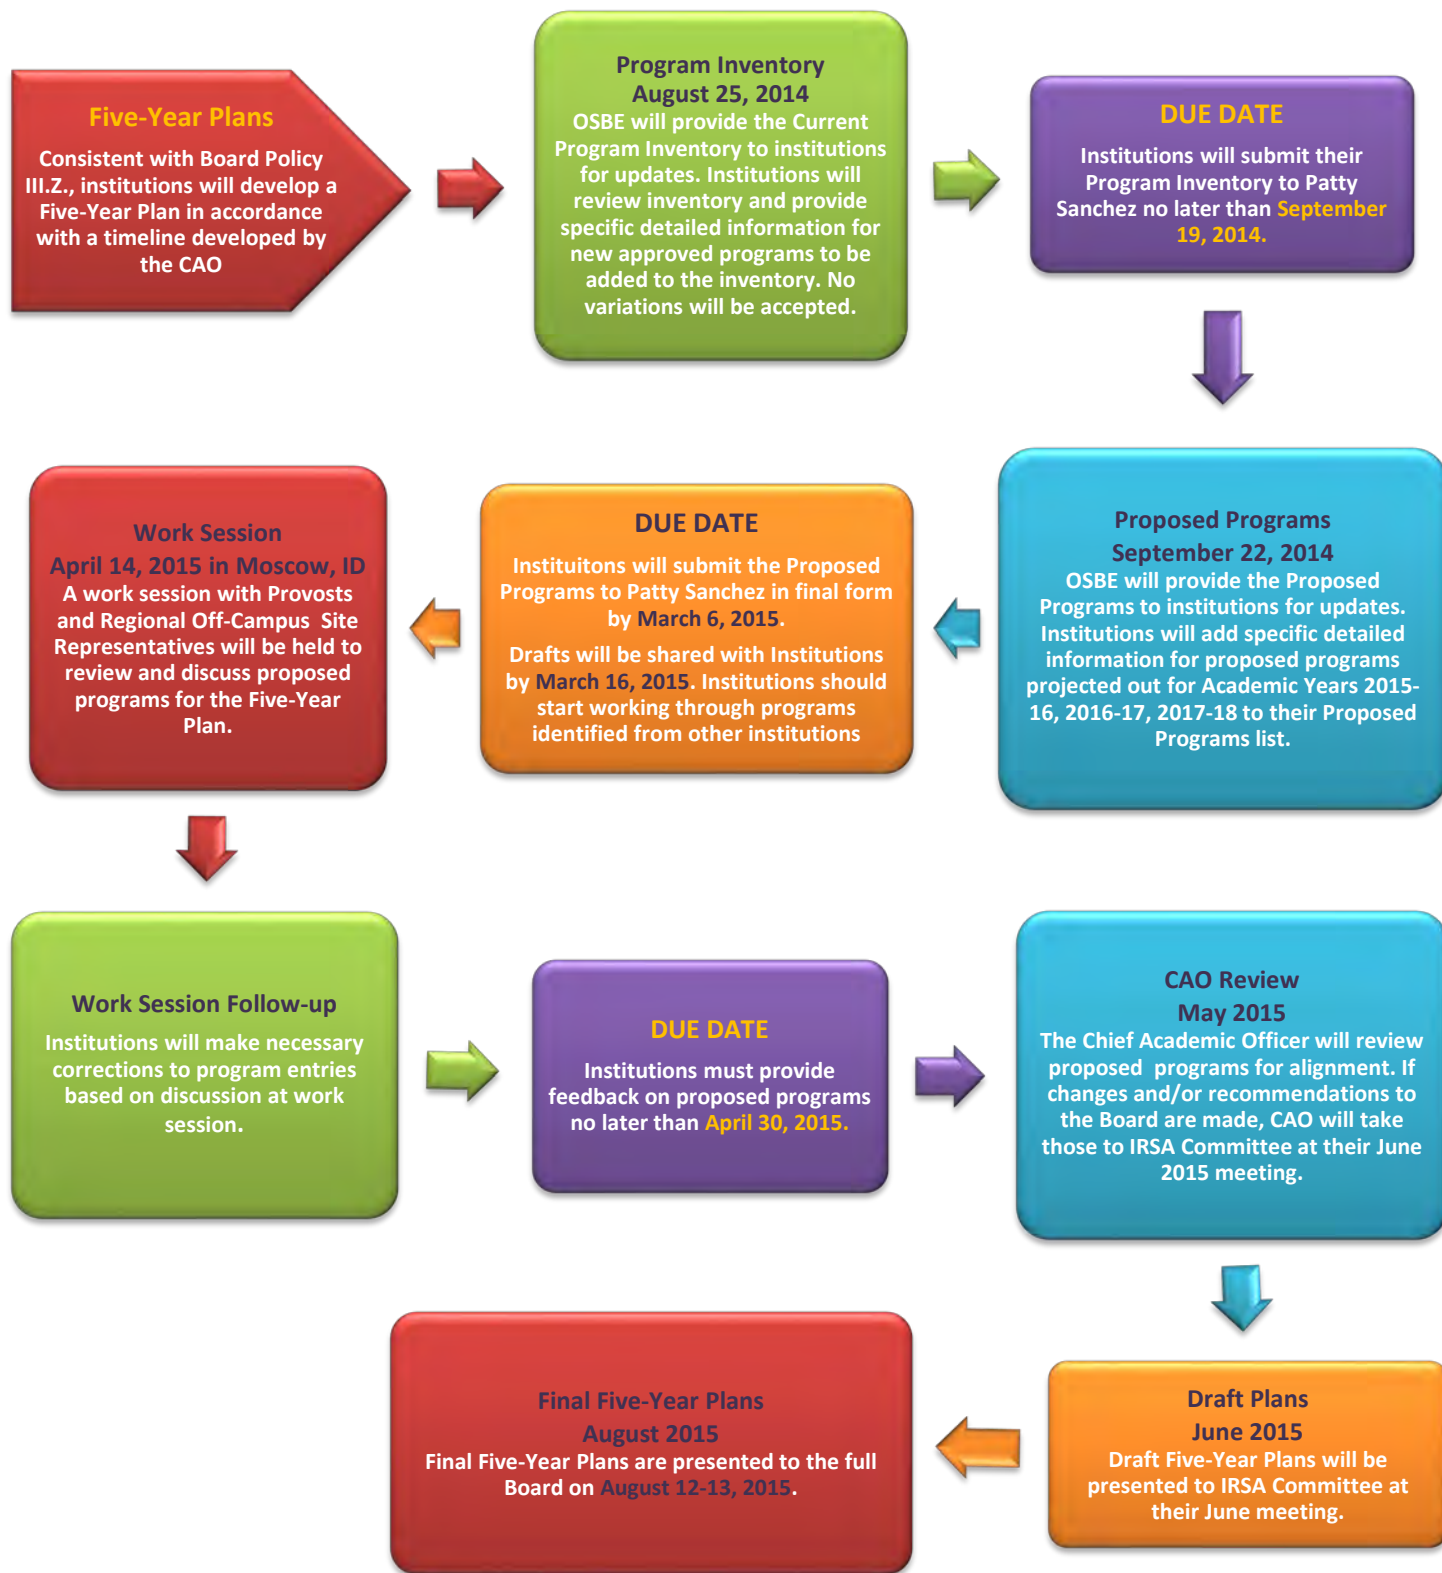 Five-Year Plans
Consistent with Board Policy
III.Z., institutions will develop a
Five-Year Plan in accordance
with a timeline developed by
the CAO
Program Inventory
August 25, 2014
OSBE will provide the Current
Program Inventory to institutions
for updates. Institutions will
review inventory and provide
specific detailed information for
new approved programs to be
added to the inventory. No
variations will be accepted.
DUE DATE
Institutions will submit their
Program Inventory to Patty
Sanchez no later than September
19, 2014.
Proposed Programs
September 22, 2014
OSBE will provide the Proposed
Programs to institutions for updates.
Institutions will add specific detailed
information for proposed programs
projected out for Academic Years 2015-
16, 2016-17, 2017-18 to their Proposed
Programs list.
DUE DATE
Instituitons will submit the Proposed
Programs to Patty Sanchez in final form
by March 6, 2015.
Drafts will be shared with Institutions
by March 16, 2015. Institutions should
start working through programs
identified from other institutions
Work Session
April 14, 2015 in Moscow, ID
A work session with Provosts
and Regional Off-Campus Site
Representatives will be held to
review and discuss proposed
programs for the Five-Year
Plan.
Work Session Follow-up
Institutions will make necessary
corrections to program entries
based on discussion at work
session.
DUE DATE
Institutions must provide
feedback on proposed programs
no later than April 30, 2015.
CAO Review
May 2015
The Chief Academic Officer will review
proposed programs for alignment. If
changes and/or recommendations to
the Board are made, CAO will take
those to IRSA Committee at their June
2015 meeting.
Draft Plans
June 2015
Draft Five-Year Plans will be
presented to IRSA Committee at
their June meeting.
Final Five-Year Plans
August 2015
Final Five-Year Plans are presented to the full
Board on August 12-13, 2015.